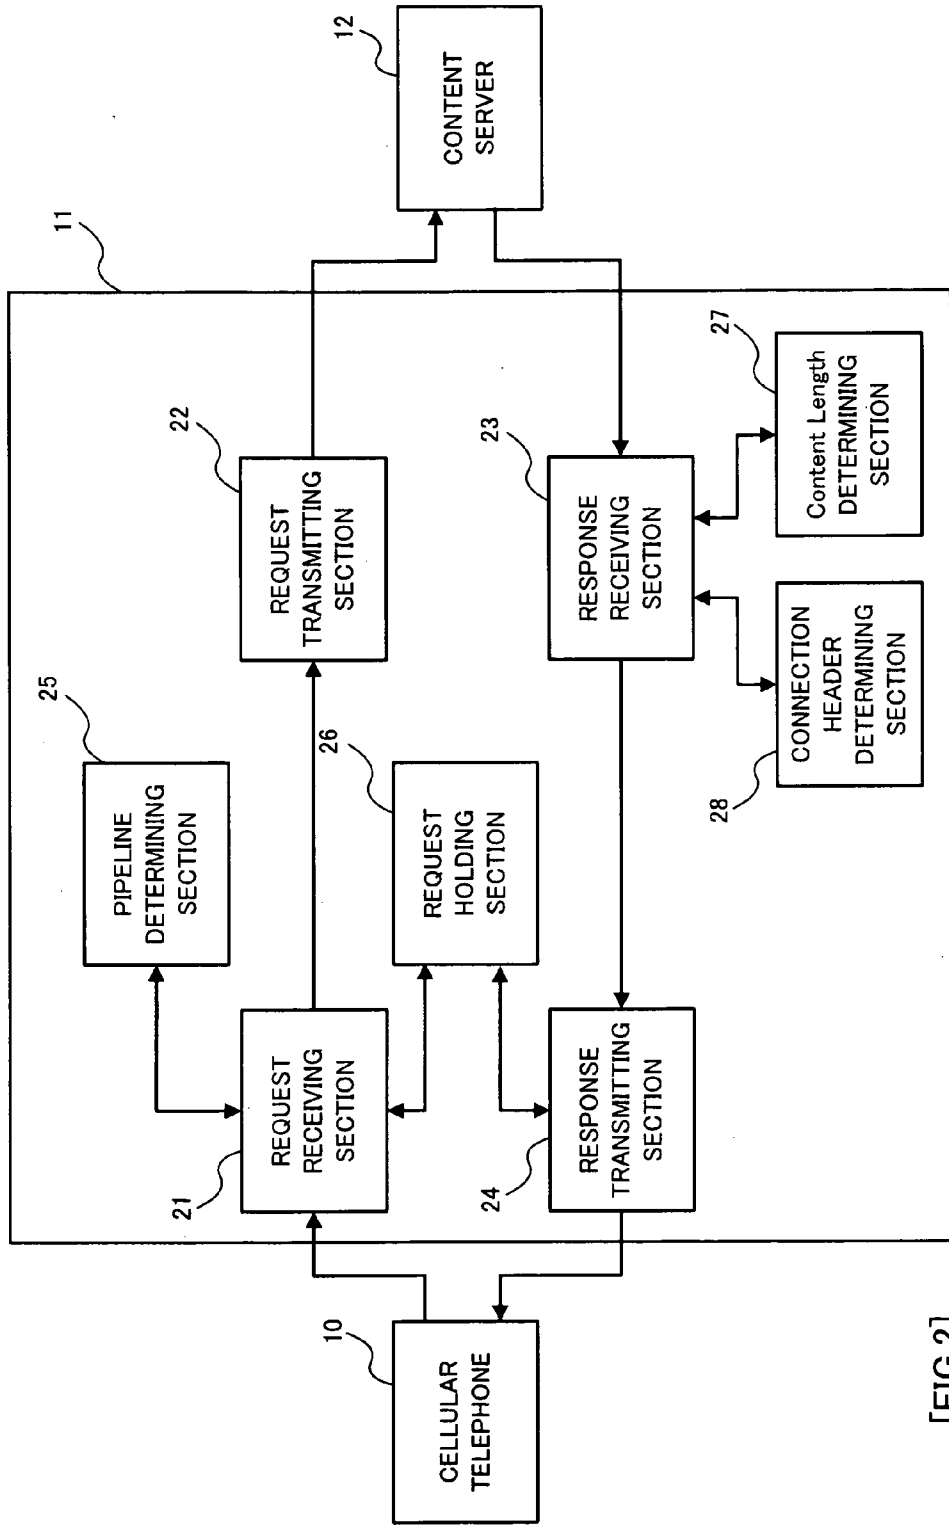 11
12
CONTENT
SERVER
25
PIPELINE
DETERMINING
SECTION
22
REQUEST
TRANSMITTING
SECTION
21
REQUEST
RECEIVING
SECTION
26
REQUEST
HOLDING
SECTION
10
CELLULAR
TELEPHONE
24
RESPONSE
TRANSMITTING
SECTION
23
RESPONSE
RECEIVING
SECTION
28
CONNECTION
HEADER
DETERMINING
SECTION
27
Content Length
DETERMINING
SECTION
[FIG.2]